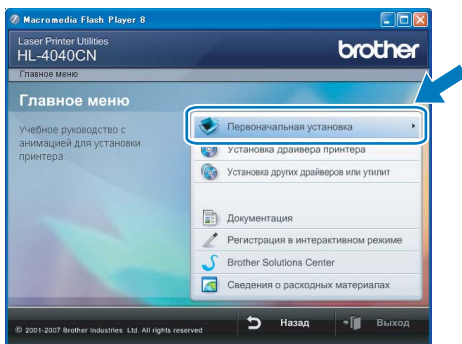 Macromedia Flash Player 8
Laser Printer Utilities
HL-4040CN
brother
Главное меню
Главное меню
Учебное руководство с
анимацией для установки
принтера.
Первоначальная установка
Установка драйвера принтера
Установка других драйверов или утилит
Документация
Регистрация в интерактивном режиме
Brother Solutions Center
Сведения о расходных материалах
© 2001-2007 Brother Industries Ltd. All rights reserved
Назад
Выход